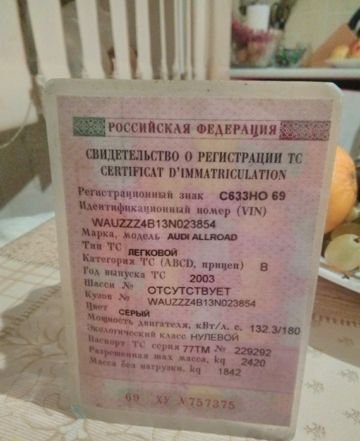 РОССИЙСКАЯ ФЕДЕРАЦИЯ
СВИДЕТЕЛЬСТВО О РЕГИСТРАЦИИ ТС
CERTIFICAT D'IMMATRICULATION
Регистрационный знак С633НО 69
Идентификационный номер (VIN)
WAUZZZ4B13N023854
Марка, модель AUDI ALLROAD
Тип ТС ЛЕГКОВОЙ
Категория ТС (ABCD, прицеп) B
Год выпуска ТС 2003
Шасси № ОТСУТСТВУЕТ
Кузов № WAUZZZ4B13N023854
Цвет СЕРЫЙ
Мощность двигателя, кВт/л. с. 132.3/180
Экологический класс НУЛЕВОЙ
Паспорт ТС серия 77ТМ № 229292
Разрешенная max масса, kg 2420
Масса без нагрузки, kg 1842
69 ХУ №757375